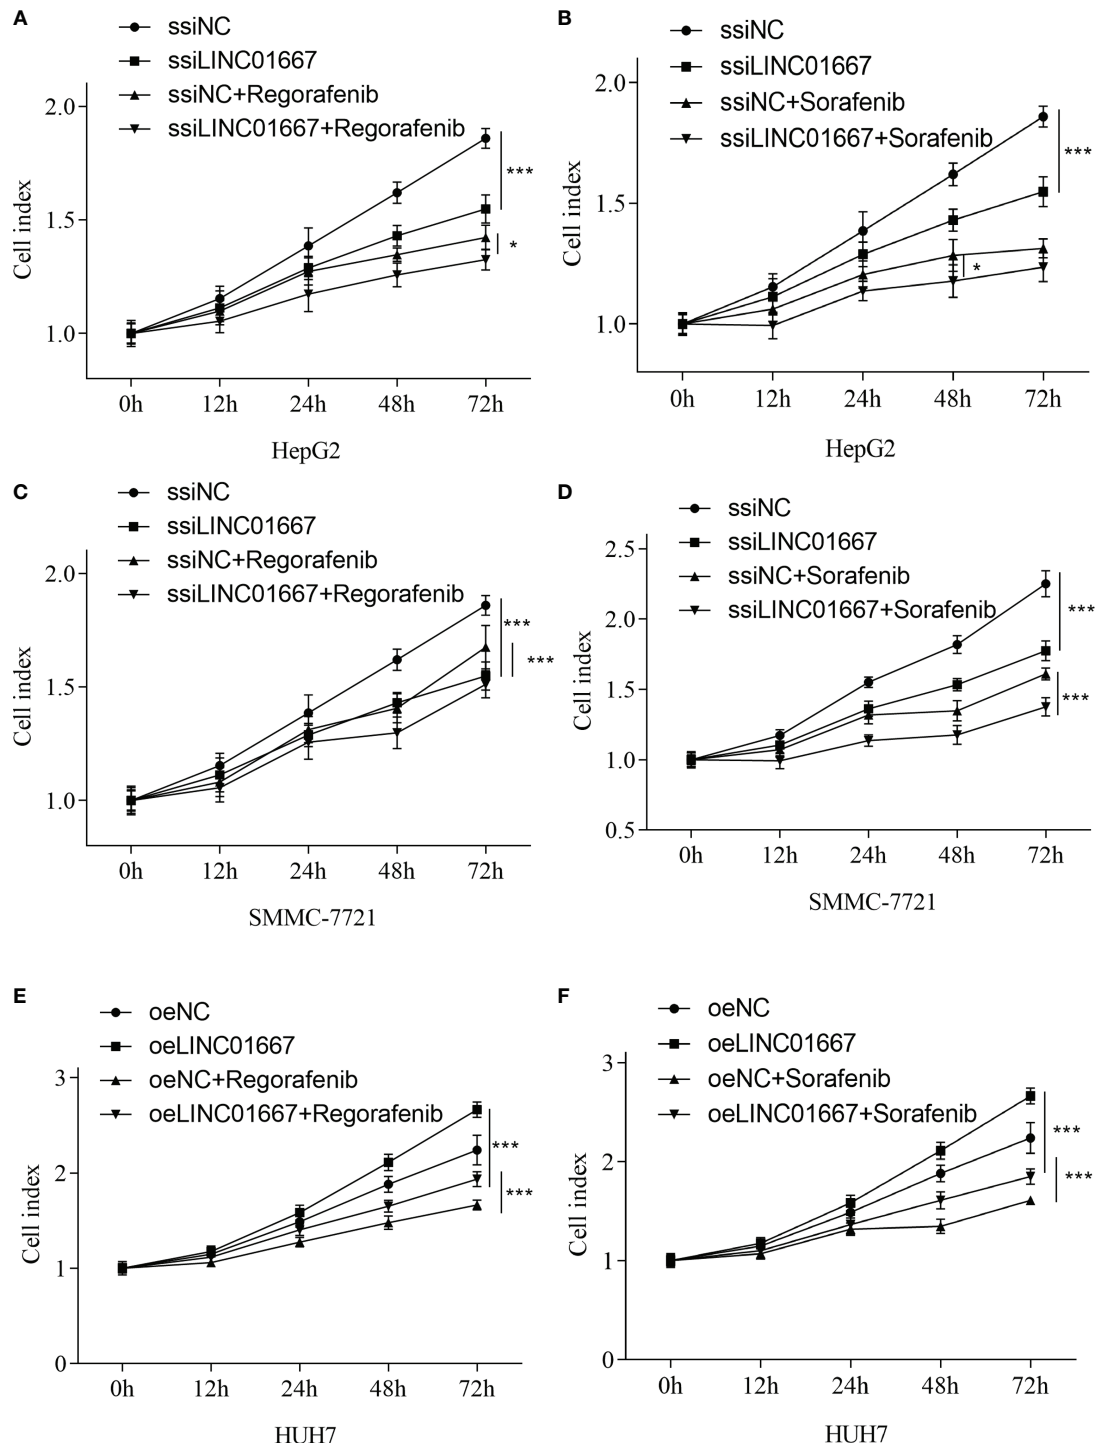 A
ssiNC
ssiLINC01667
ssiNC+Regorafenib
ssiLINC01667+Regorafenib
2.0
1.5
1.0
Cell index
***
*
0h 12h 24h 48h 72h
HepG2
B
ssiNC
ssiLINC01667
ssiNC+Sorafenib
ssiLINC01667+Sorafenib
2.0
1.5
1.0
Cell index
***
*
0h 12h 24h 48h 72h
HepG2
C
ssiNC
ssiLINC01667
ssiNC+Regorafenib
ssiLINC01667+Regorafenib
2.0
1.5
1.0
Cell index
***
***
0h 12h 24h 48h 72h
SMMC-7721
D
ssiNC
ssiLINC01667
ssiNC+Sorafenib
ssiLINC01667+Sorafenib
2.5
2.0
1.5
1.0
0.5
Cell index
***
***
0h 12h 24h 48h 72h
SMMC-7721
E
oeNC
oeLINC01667
oeNC+Regorafenib
oeLINC01667+Regorafenib
3
2
1
0
Cell index
***
***
0h 12h 24h 48h 72h
HUH7
F
oeNC
oeLINC01667
oeNC+Sorafenib
oeLINC01667+Sorafenib
3
2
1
0
Cell index
***
***
0h 12h 24h 48h 72h
HUH7